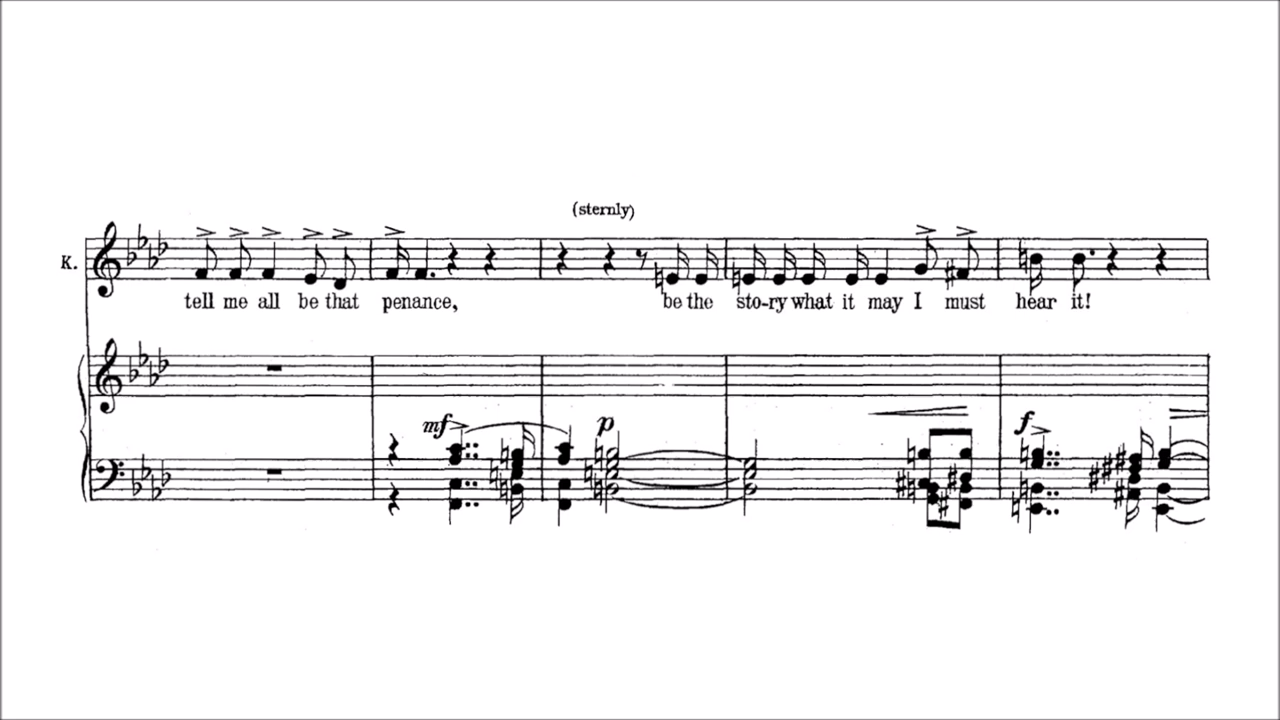 (sternly)
K.
tell me all be that penance, be the sto-ry what it may I must hear it!
mf p
f